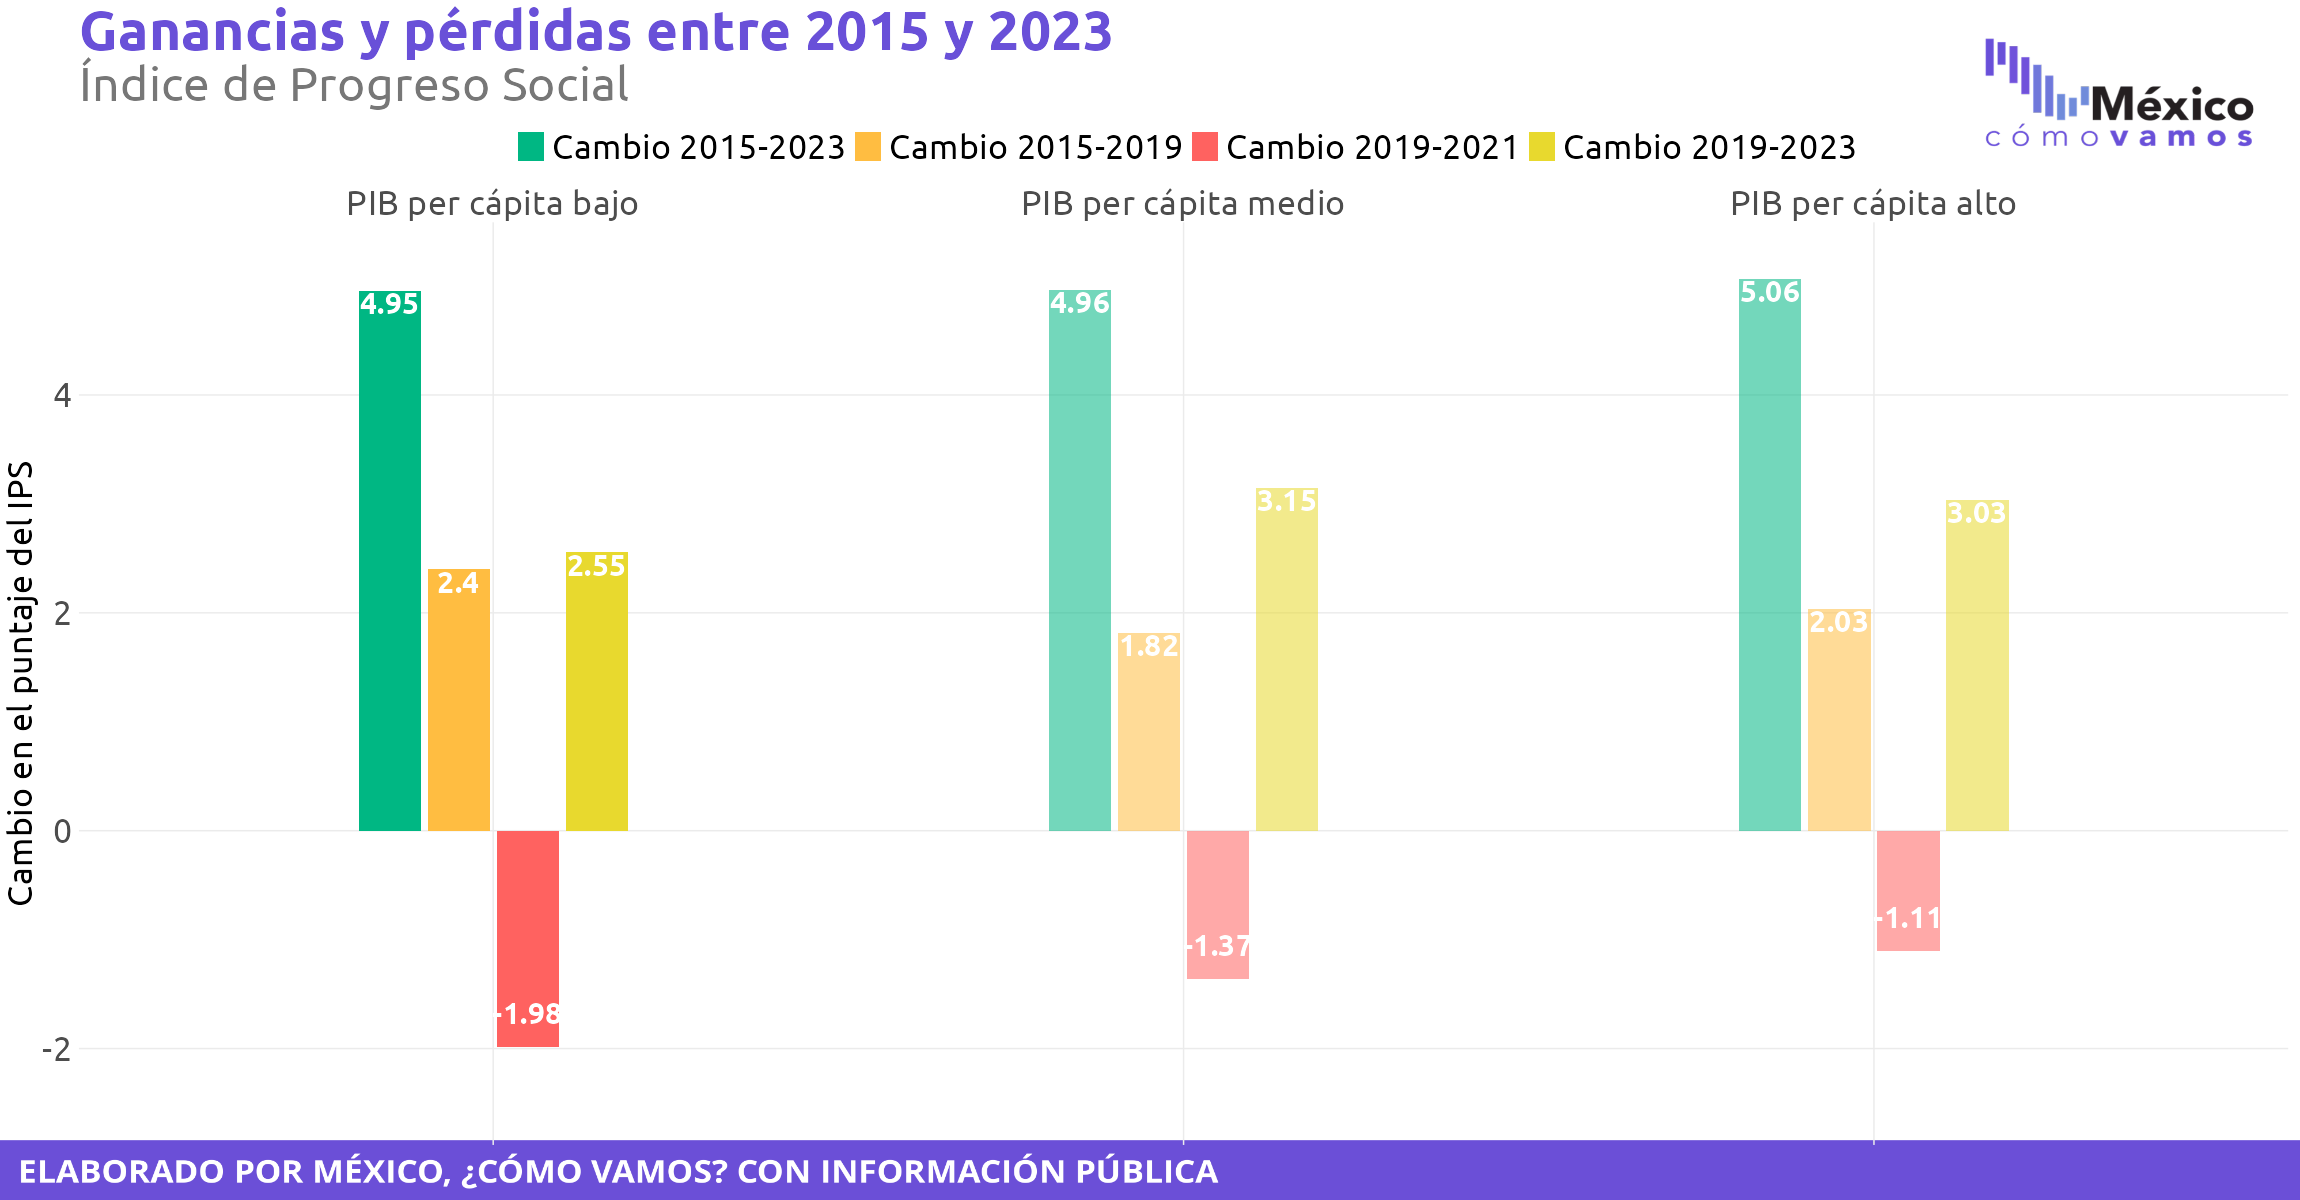 Ganancias y pérdidas entre 2015 y 2023
Índice de Progreso Social
México
cómovamos
Cambio 2015-2023 Cambio 2015-2019 Cambio 2019-2021 Cambio 2019-2023
PIB per cápita bajo PIB per cápita medio PIB per cápita alto
Cambio en el puntaje del IPS
4
2
0
-2
4.95
2.4
-1.98
2.55
4.96
1.82
-1.37
3.15
5.06
2.03
-1.11
3.03
ELABORADO POR MÉXICO, ¿CÓMO VAMOS? CON INFORMACIÓN PÚBLICA